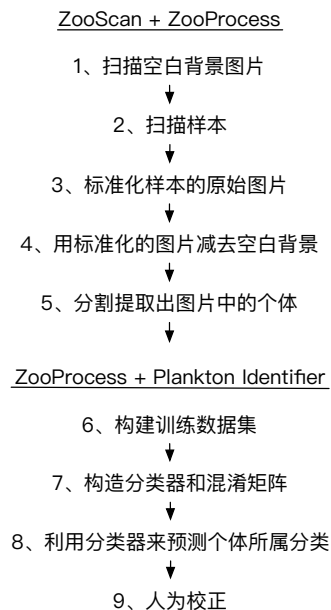 ZooScan + ZooProcess
1、扫描空白背景图片
2、扫描样本
3、标准化样本的原始图片
4、用标准化的图片减去空白背景
5、分割提取出图片中的个体
ZooProcess + Plankton Identifier
6、构建训练数据集
7、构造分类器和混淆矩阵
8、利用分类器来预测个体所属分类
9、人为校正